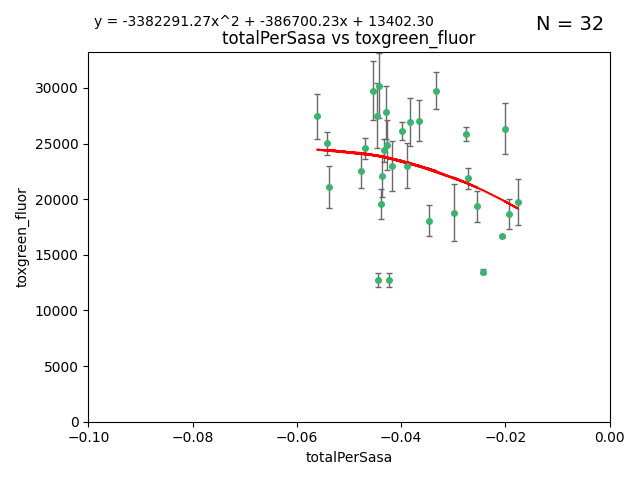 y = -3382291.27x^2 + -386700.23x + 13402.30
N = 32
totalPerSasa vs toxgreen_fluor
30000
25000
20000
15000
10000
5000
0
toxgreen_fluor
−0.10
−0.08
−0.06
−0.04
−0.02
0.00
totalPerSasa